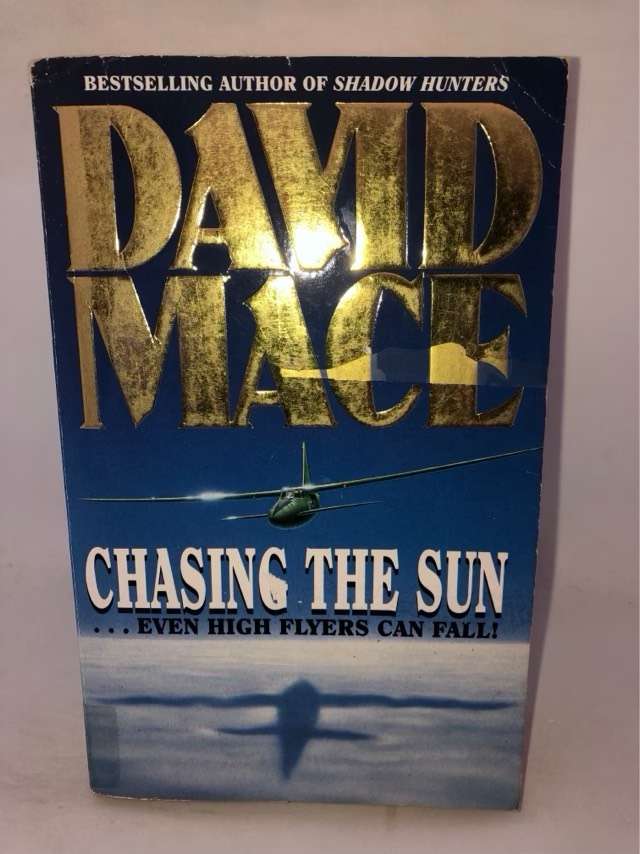 BESTSELLING AUTHOR OF SHADOW HUNTERS
DAVID
MACE
CHASING THE SUN
...EVEN HIGH FLYERS CAN FALL!